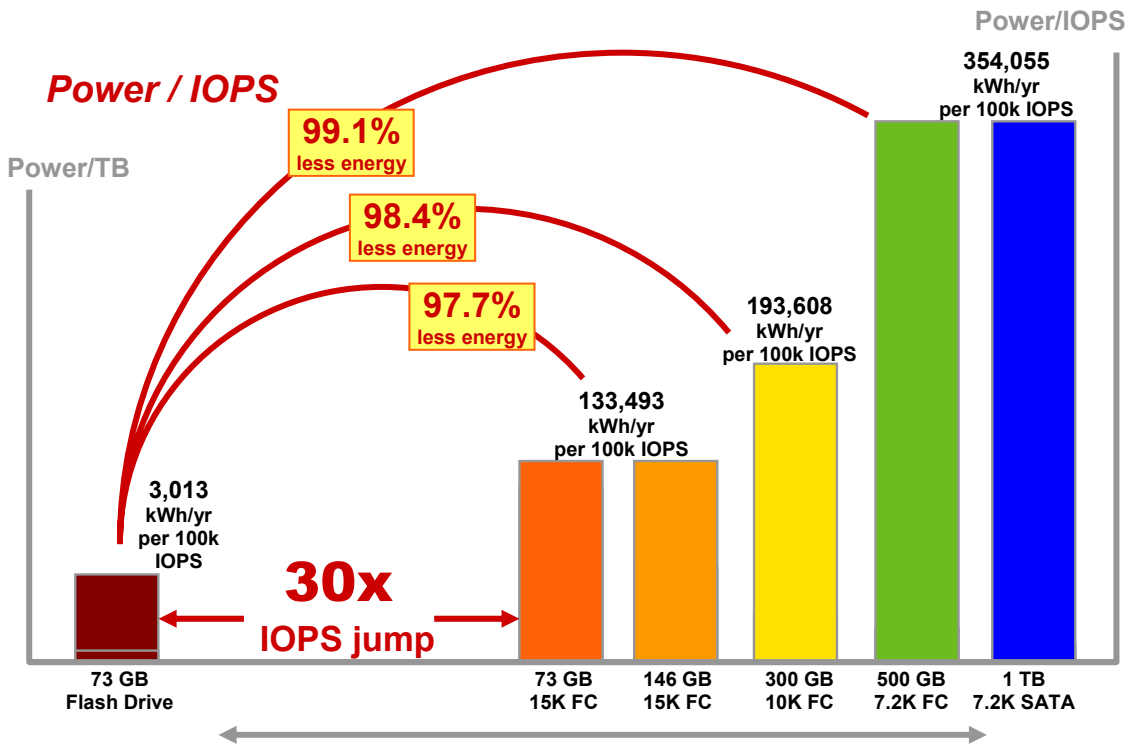 Power/IOPS
Power / IOPS
Power/TB
99.1%
less energy
98.4%
less energy
97.7%
less energy
354,055
kWh/yr
per 100k IOPS
193,608
kWh/yr
per 100k IOPS
133,493
kWh/yr
per 100k IOPS
3,013
kWh/yr
per 100k
IOPS
30x
IOPS jump
73 GB
Flash Drive
73 GB
15K FC
146 GB
15K FC
300 GB
10K FC
500 GB
7.2K FC
1 TB
7.2K SATA